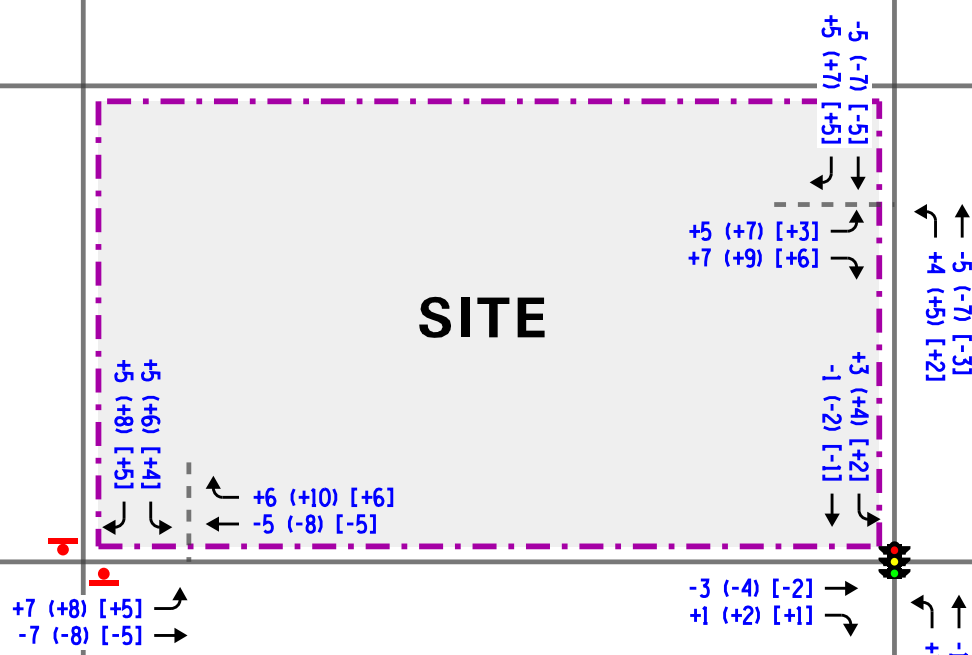 +5 (+7) [+5]
-5 (-7) [-5]
+5 (+7) [+3]
+7 (+9) [+6]
+4 (+5) [+2]
-5 (-7) [-3]
SITE
+5 (+8) [+5]
+5 (+6) [+4]
-1 (-2) [-1]
+3 (+4) [+2]
+6 (+10) [+6]
-5 (-8) [-5]
+7 (+8) [+5]
-7 (-8) [-5]
-3 (-4) [-2]
+1 (+2) [+1]